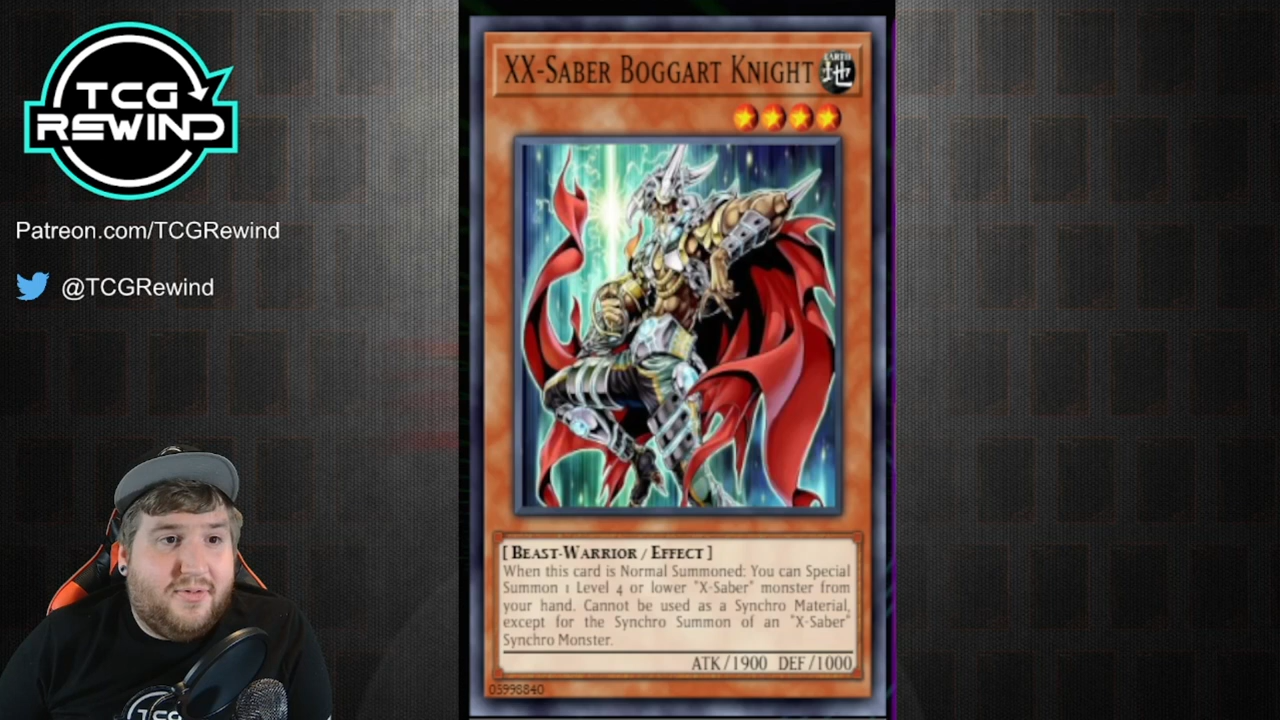 TCG
REWIND
Patreon.com/TCGRewind
@TCGRewind
XX-Saber Boggart Knight
EARTH
地
[ Beast-Warrior / Effect ]
When this card is Normal Summoned: You can Special
Summon 1 Level 4 or lower "X-Saber" monster from
your hand. Cannot be used as a Synchro Material,
except for the Synchro Summon of an "X-Saber"
Synchro Monster.
ATK/1900 DEF/1000
03998840